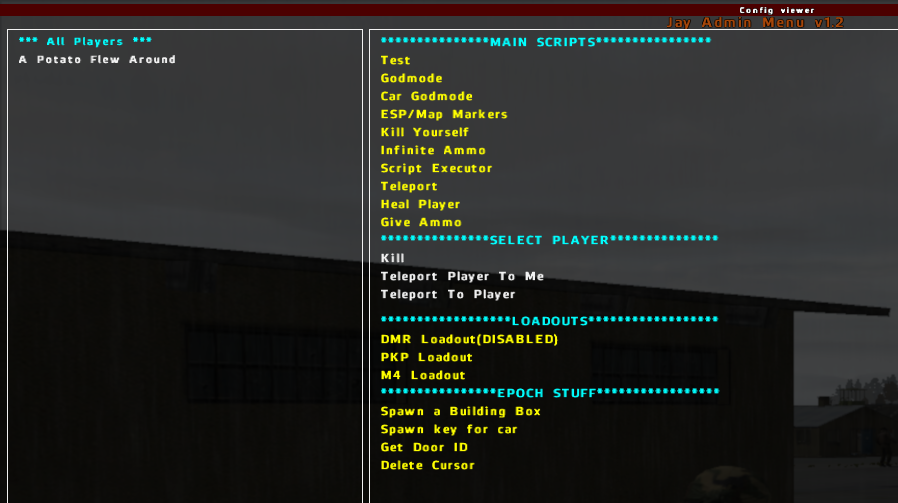 Config viewer
Jay Admin Menu v1.2
*** All Players ***
A Potato Flew Around
***************MAIN SCRIPTS****************
Test
Godmode
Car Godmode
ESP/Map Markers
Kill Yourself
Infinite Ammo
Script Executor
Teleport
Heal Player
Give Ammo
***************SELECT PLAYER***************
Kill
Teleport Player To Me
Teleport To Player
******************LOADOUTS******************
DMR Loadout(DISABLED)
PKP Loadout
M4 Loadout
****************EPOCH STUFF*****************
Spawn a Building Box
Spawn key for car
Get Door ID
Delete Cursor